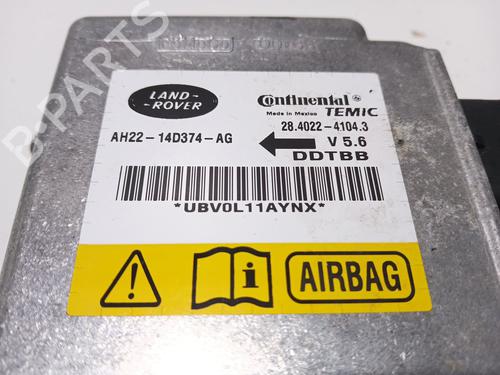 B-PARTS
LAND-
-ROVER
Continental
Made in Mexico TEMIC
AH22-14D374-AG
28.4022-4104.3
V 5.6
DDTBB
*UBV0L11AYNX*
! i AIRBAG